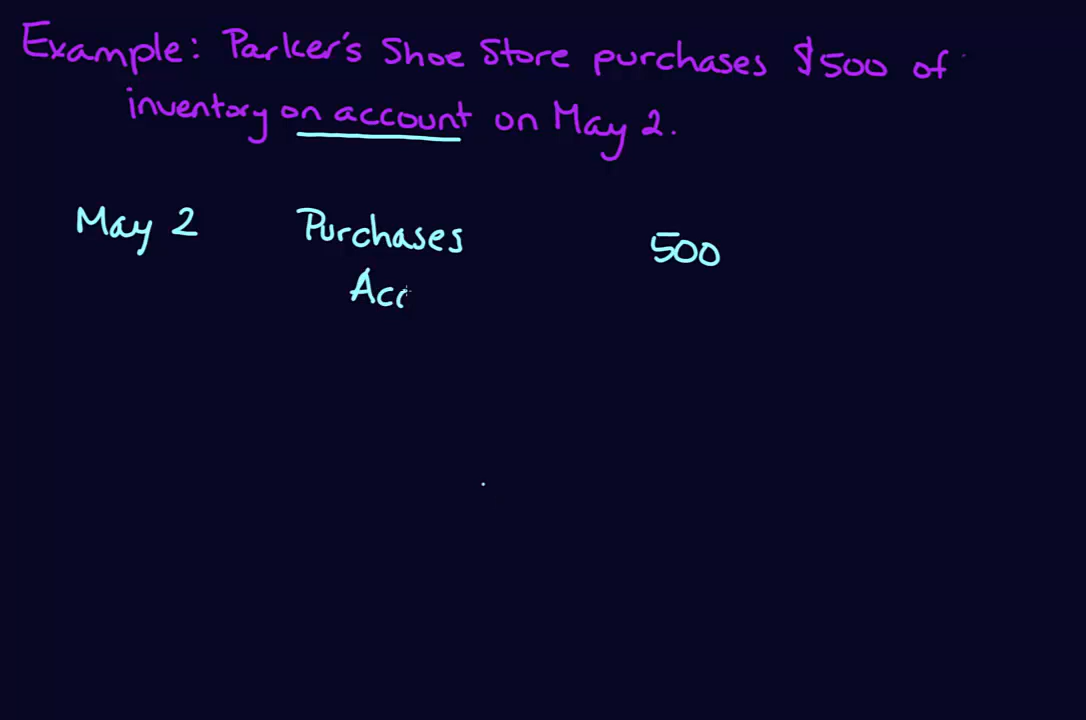 Example: Parker's Shoe Store purchases $500 of
inventory on account on May 2.
May 2 Purchases 500
Acc